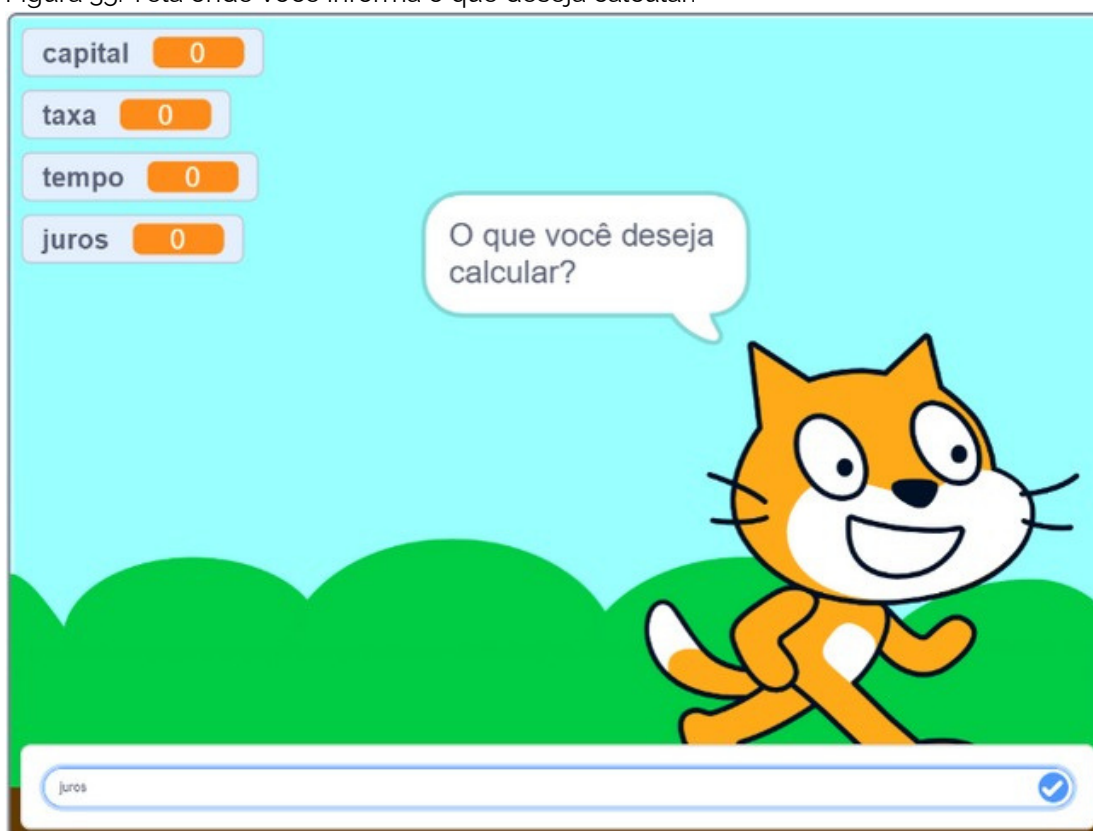 Figura 55: Tela onde você informa o que deseja calcular.
capital 0
taxa 0
tempo 0
juros 0
O que você deseja
calcular?
juros